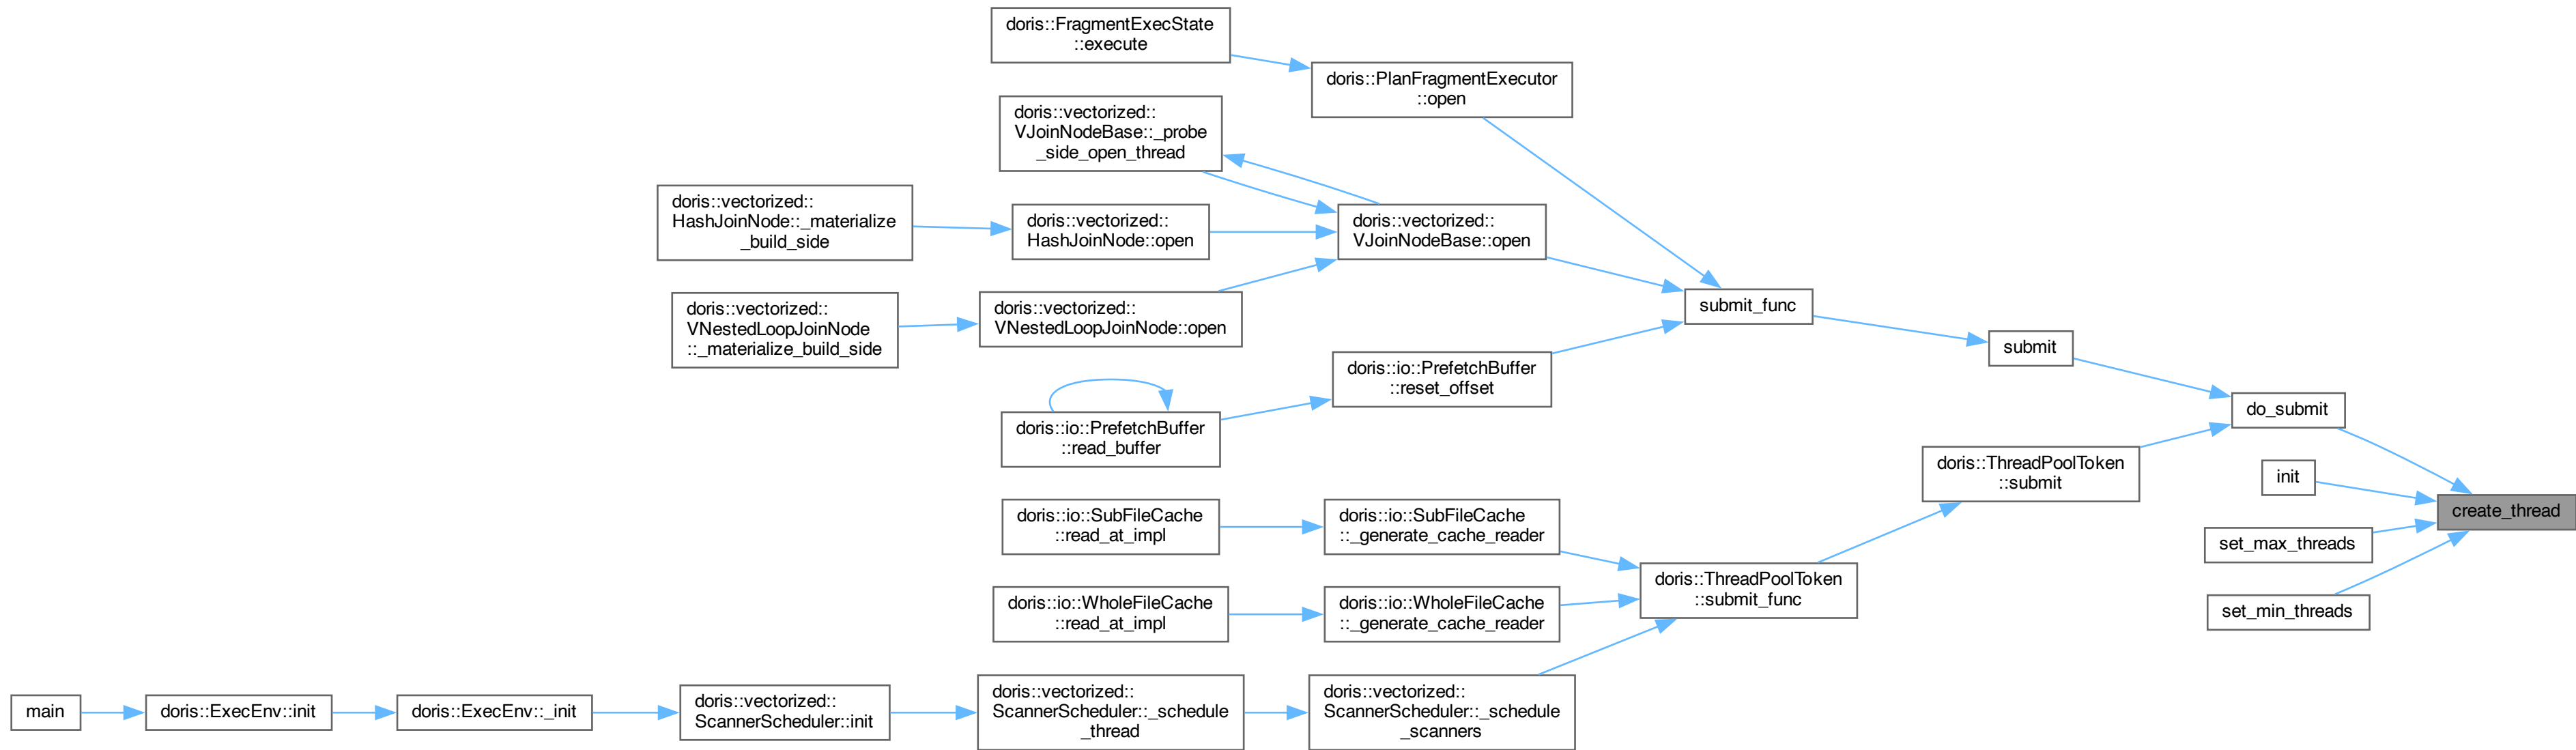 doris::FragmentExecState
::execute
doris::PlanFragmentExecutor
::open
doris::vectorized::
VJoinNodeBase::_probe
_side_open_thread
doris::vectorized::
HashJoinNode::_materialize
_build_side
doris::vectorized::
HashJoinNode::open
doris::vectorized::
VJoinNodeBase::open
doris::vectorized::
VNestedLoopJoinNode
::_materialize_build_side
doris::vectorized::
VNestedLoopJoinNode::open
submit_func
submit
doris::io::PrefetchBuffer
::reset_offset
doris::io::PrefetchBuffer
::read_buffer
do_submit
doris::ThreadPoolToken
::submit
init
create_thread
set_max_threads
set_min_threads
doris::io::SubFileCache
::read_at_impl
doris::io::SubFileCache
::_generate_cache_reader
doris::io::WholeFileCache
::read_at_impl
doris::io::WholeFileCache
::_generate_cache_reader
doris::ThreadPoolToken
::submit_func
main
doris::ExecEnv::init
doris::ExecEnv::_init
doris::vectorized::
ScannerScheduler::init
doris::vectorized::
ScannerScheduler::_schedule
_thread
doris::vectorized::
ScannerScheduler::_schedule
_scanners